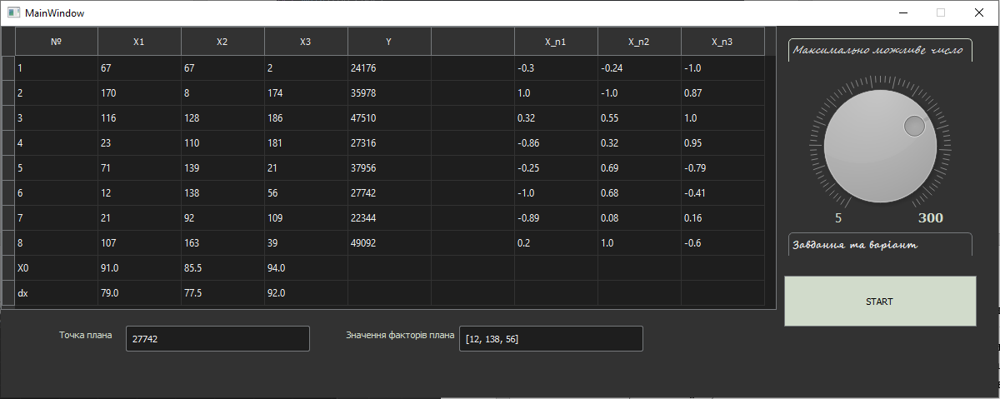 MainWindow
№ X1 X2 X3 Y X_n1 X_n2 X_n3
1 67 67 2 24176 -0.3 -0.24 -1.0
2 170 8 174 35978 1.0 -1.0 0.87
3 116 128 186 47510 0.32 0.55 1.0
4 23 110 181 27316 -0.86 0.32 0.95
5 71 139 21 37956 -0.25 0.69 -0.79
6 12 138 56 27742 -1.0 0.68 -0.41
7 21 92 109 22344 -0.89 0.08 0.16
8 107 163 39 49092 0.2 1.0 -0.6
X0 91.0 85.5 94.0
dx 79.0 77.5 92.0
Максимально можливе число
5 300
Завдання та варіант
START
Точка плана 27742 Значення факторів плана [12, 138, 56]